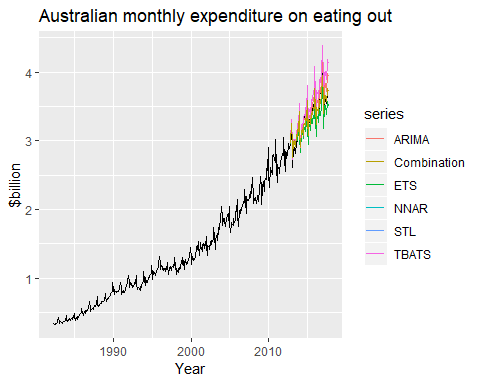 Australian monthly expenditure on eating out
4
3
2
1
$billion
1990
2000
2010
Year
series
ARIMA
Combination
ETS
NNAR
STL
TBATS